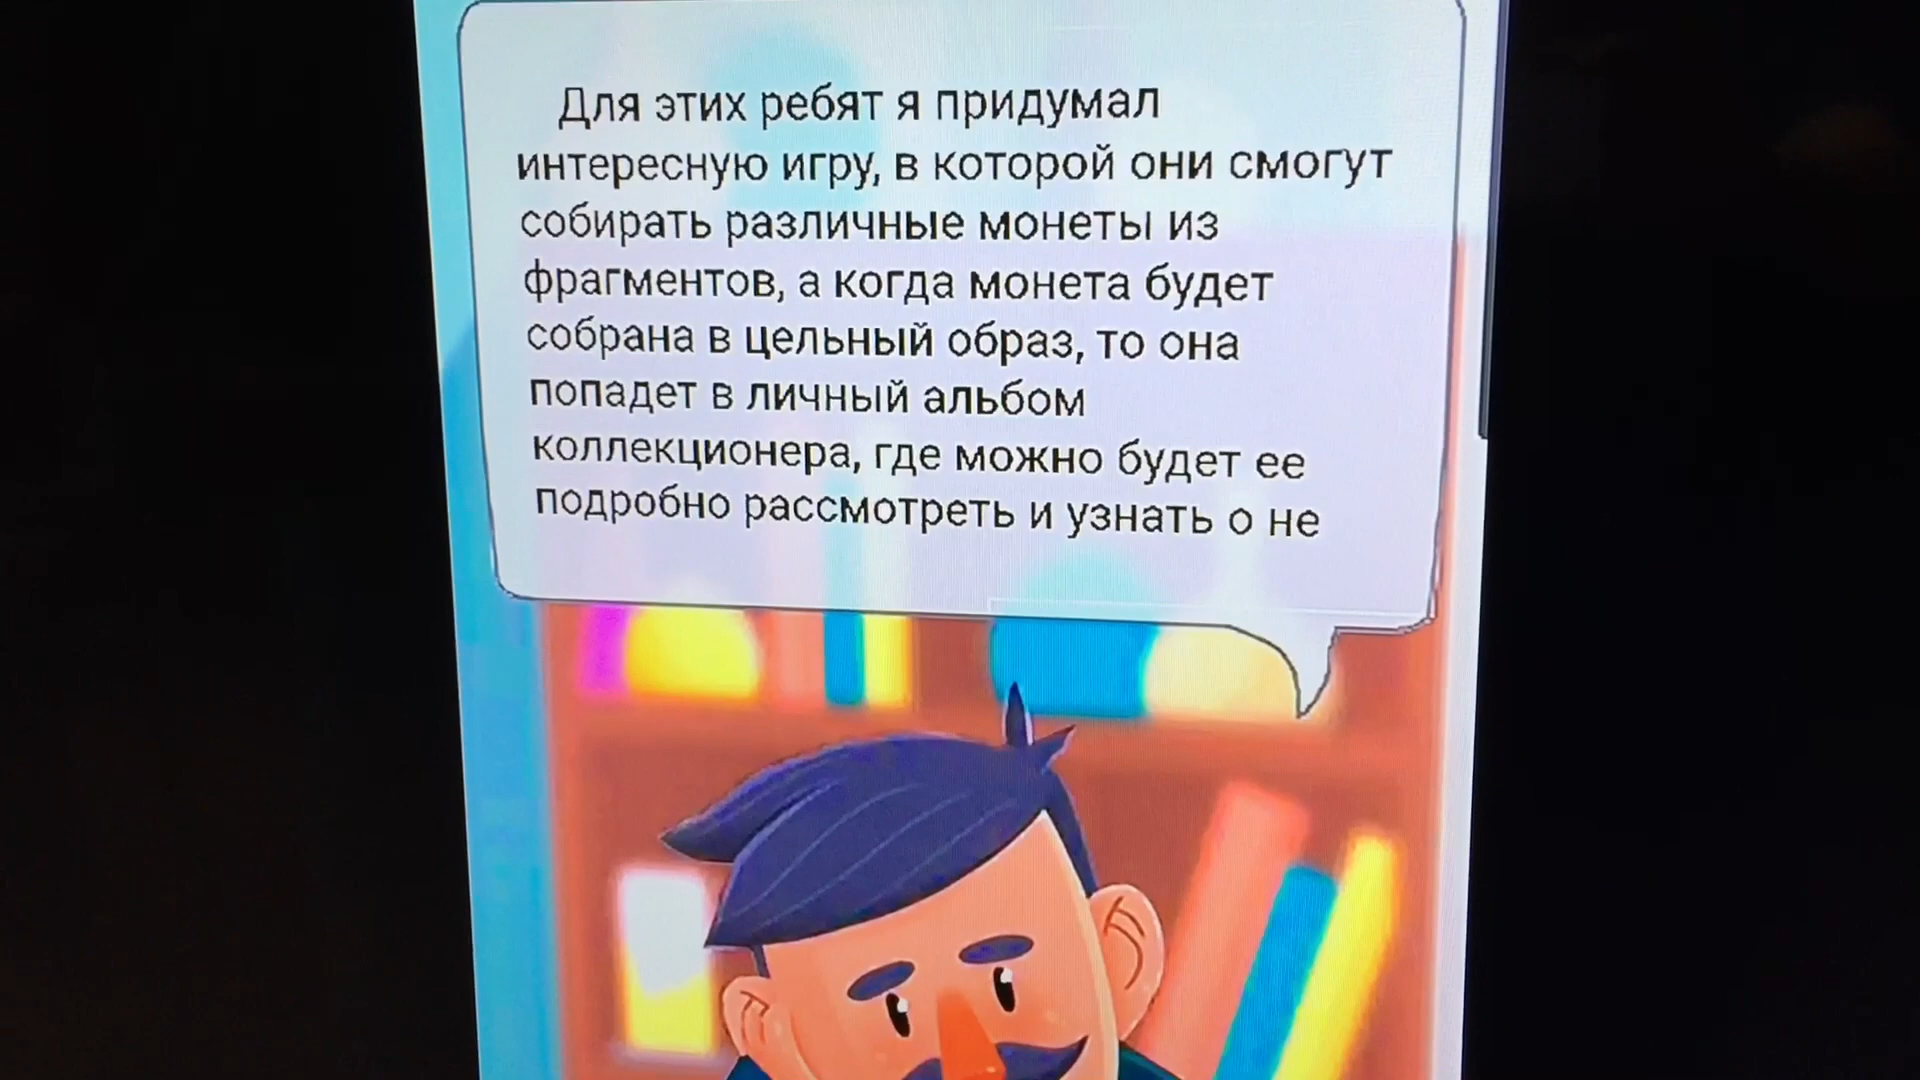 Для этих ребят я придумал
интересную игру, в которой они смогут
собирать различные монеты из
фрагментов, а когда монета будет
собрана в цельный образ, то она
попадет в личный альбом
коллекционера, где можно будет ее
подробно рассмотреть и узнать о не